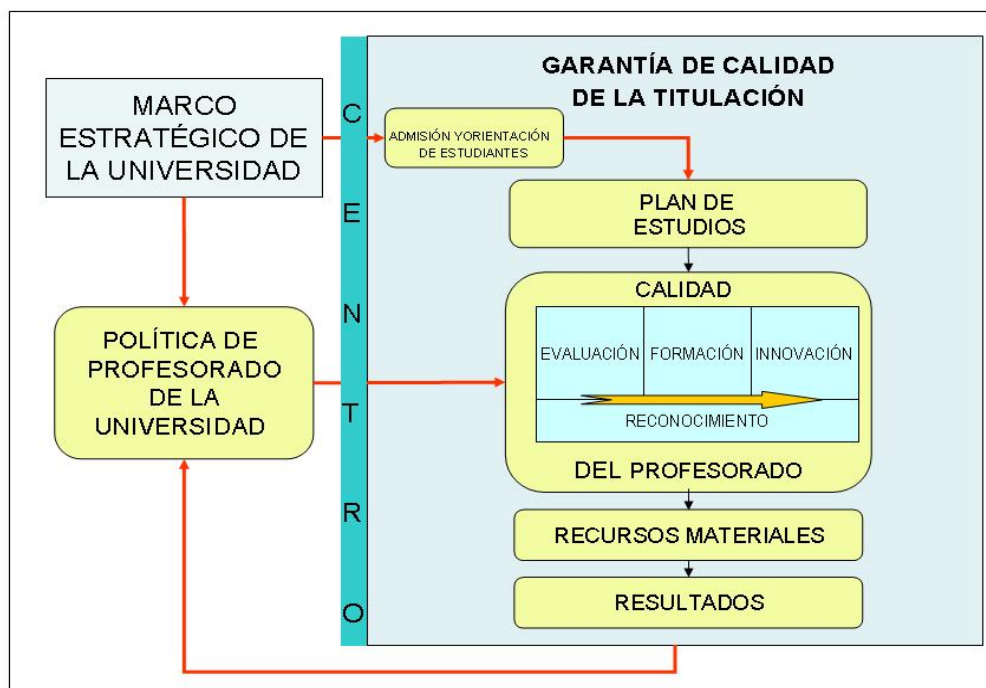 GARANTÍA DE CALIDAD
DE LA TITULACIÓN
MARCO
ESTRATÉGICO DE
LA UNIVERSIDAD
CENTRO
ADMISIÓN YORIENTACIÓN
DE ESTUDIANTES
PLAN DE
ESTUDIOS
POLÍTICA DE
PROFESORADO
DE LA
UNIVERSIDAD
CALIDAD
EVALUACIÓN
FORMACIÓN
INNOVACIÓN
RECONOCIMIENTO
DEL PROFESORADO
RECURSOS MATERIALES
RESULTADOS